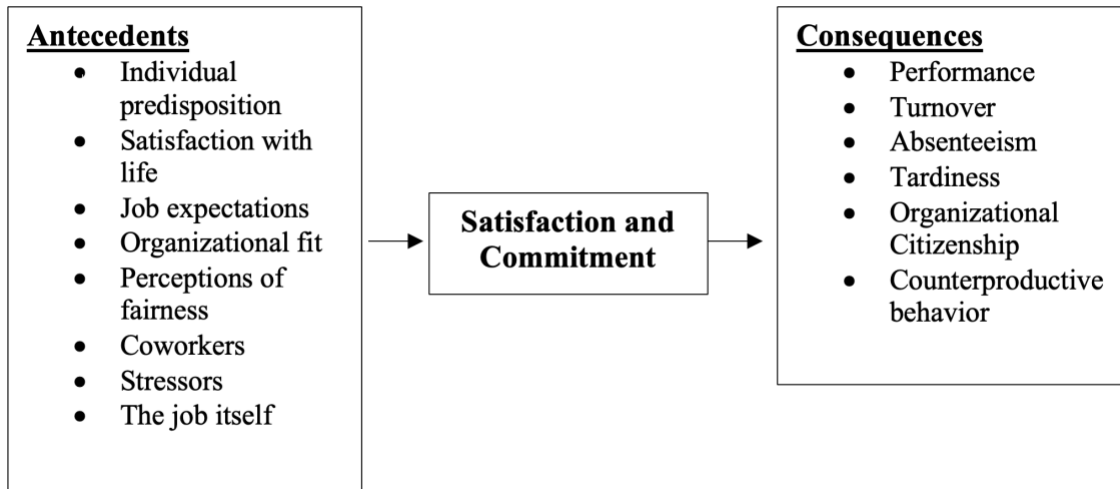 Antecedents
• Individual
predisposition
• Satisfaction with
life
• Job expectations
• Organizational fit
• Perceptions of
fairness
• Coworkers
• Stressors
• The job itself
Satisfaction and
Commitment
Consequences
• Performance
• Turnover
• Absenteeism
• Tardiness
• Organizational
Citizenship
• Counterproductive
behavior